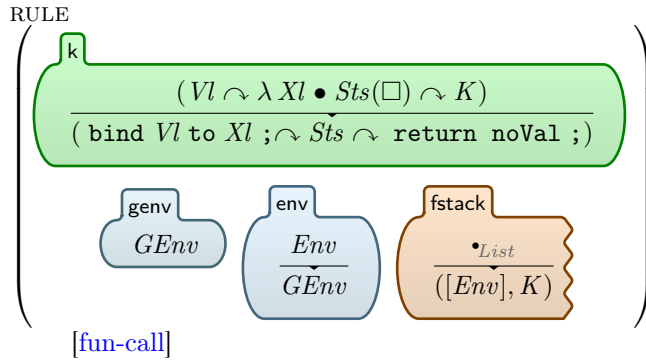 RULE
k
( Vl ↷ λ Xl • Sts(□) ↷ K )
( bind Vl to Xl ;↷ Sts ↷ return noVal ;)
genv env fstack
GEnv Env •List
GEnv ([Env], K)
[fun-call]